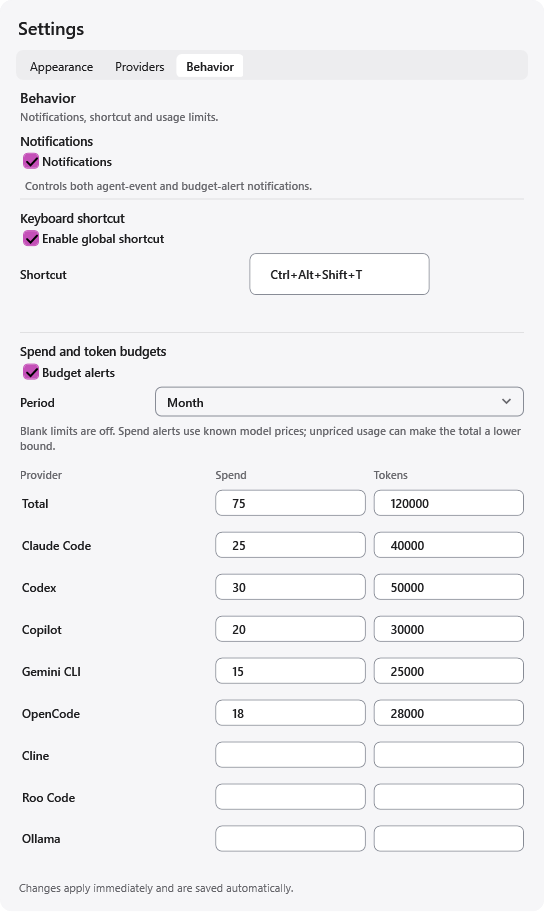 Settings
Appearance Providers Behavior
Behavior
Notifications, shortcut and usage limits.
Notifications
Notifications
Controls both agent-event and budget-alert notifications.
Keyboard shortcut
Enable global shortcut
Shortcut Ctrl+Alt+Shift+T
Spend and token budgets
Budget alerts
Period Month
Blank limits are off. Spend alerts use known model prices; unpriced usage can make the total a lower
bound.
Provider Spend Tokens
Total 75 120000
Claude Code 25 40000
Codex 30 50000
Copilot 20 30000
Gemini CLI 15 25000
OpenCode 18 28000
Cline
Roo Code
Ollama
Changes apply immediately and are saved automatically.